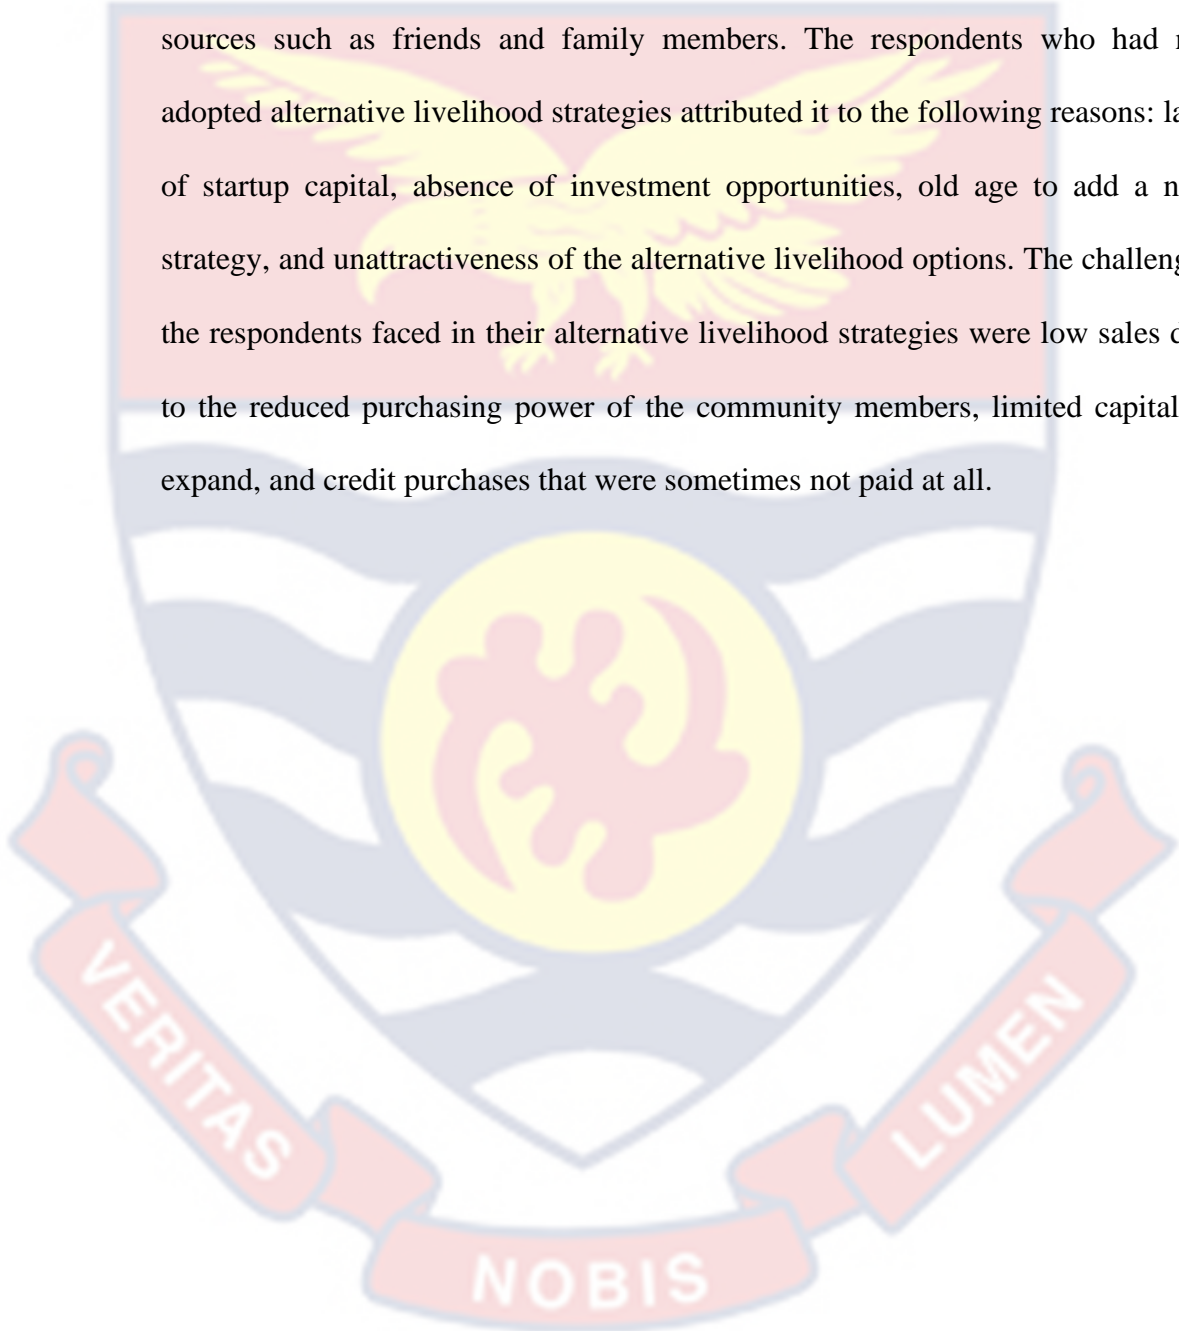 sources such as friends and family members. The respondents who had
adopted alternative livelihood strategies attributed it to the following reasons:
of startup capital, absence of investment opportunities, old age to add a
strategy, and unattractiveness of the alternative livelihood options. The
the respondents faced in their alternative livelihood strategies were low sales
to the reduced purchasing power of the community members, limited capital
expand, and credit purchases that were sometimes not paid at all.
VERITAS
NOBIS
LUMEN